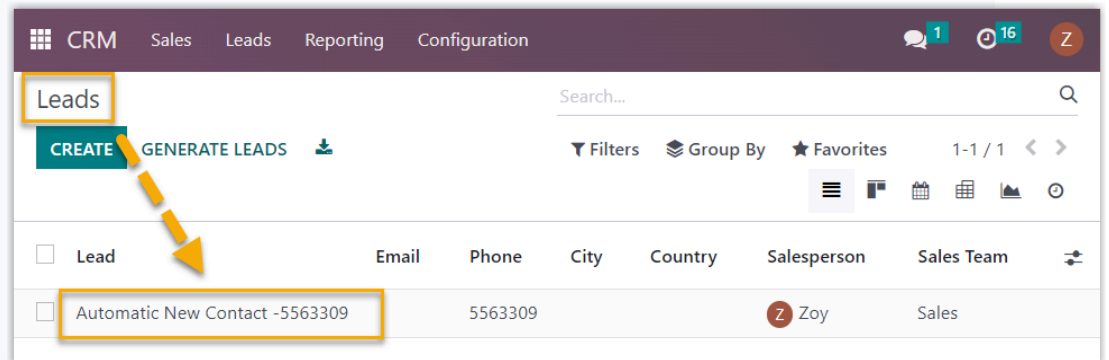 CRM Sales Leads Reporting Configuration 1 16 Z
Leads Search...
CREATE GENERATE LEADS Filters Group By Favorites 1-1 / 1
Lead Email Phone City Country Salesperson Sales Team
Automatic New Contact -5563309 5563309 Z Zoy Sales